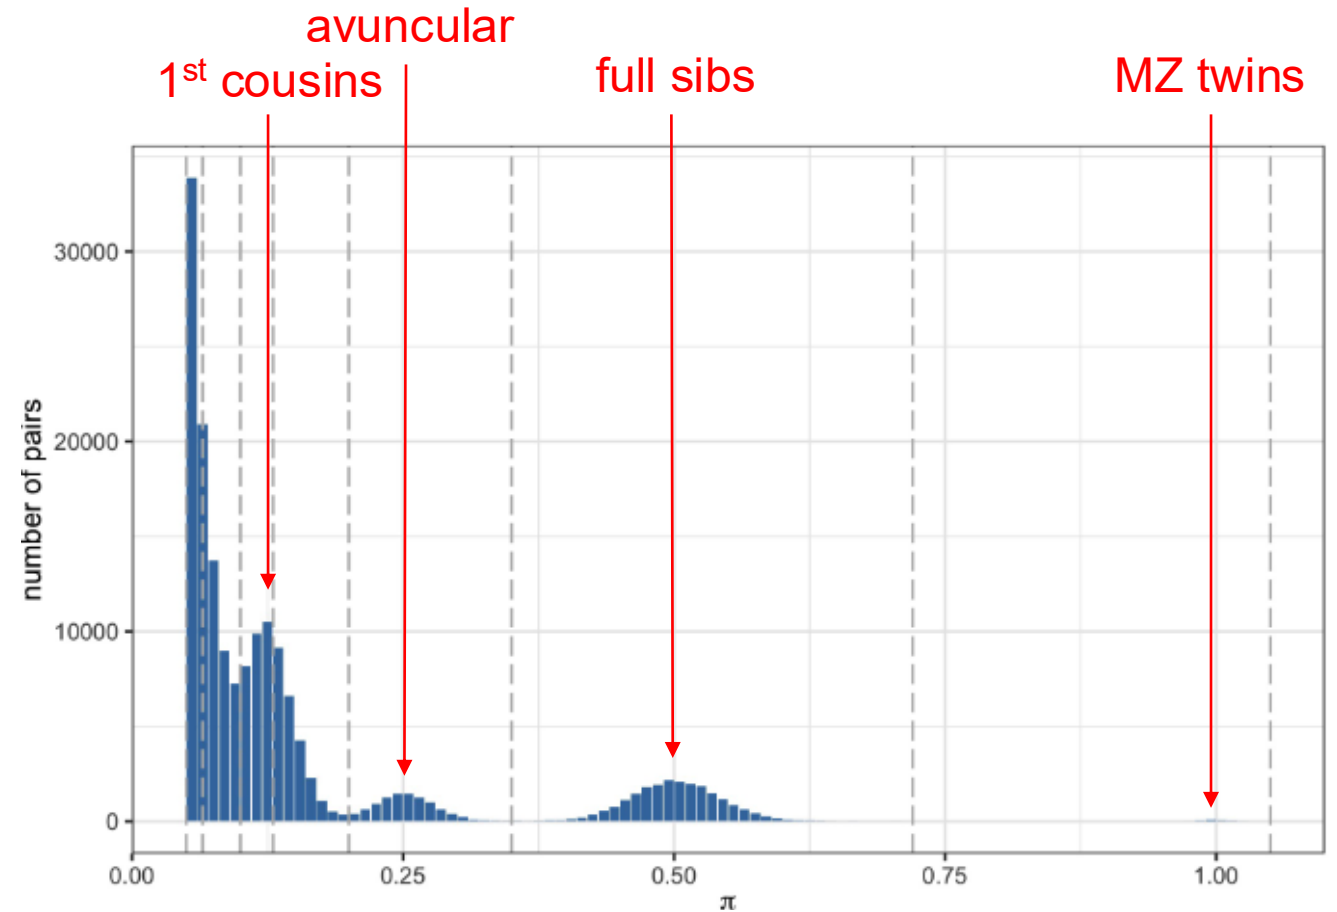 avuncular
1st cousins
full sibs
MZ twins
number of pairs
30000
20000
10000
0
0.00
0.25
0.50
0.75
1.00
π